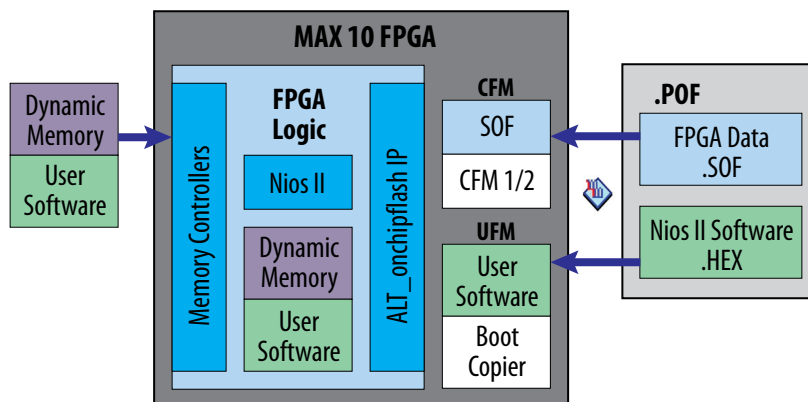 MAX 10 FPGA
Dynamic
Memory
User
Software
Memory Controllers
FPGA
Logic
Nios II
Dynamic
Memory
User
Software
ALT_onchipflash IP
CFM
SOF
CFM 1/2
UFM
User
Software
Boot
Copier
.POF
FPGA Data
.SOF
Nios II Software
.HEX